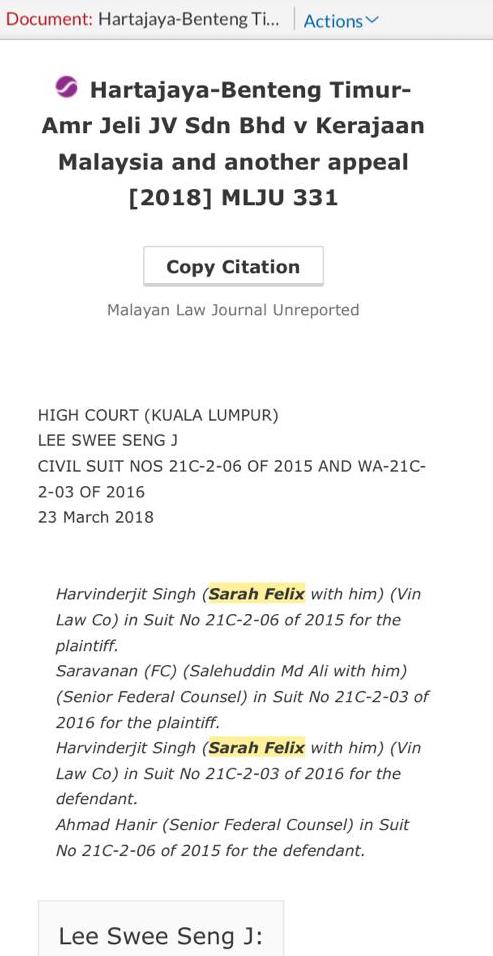 Document: Hartajaya-Benteng Ti... Actions
Hartajaya-Benteng Timur-
Amr Jeli JV Sdn Bhd v Kerajaan
Malaysia and another appeal
[2018] MLJU 331
Copy Citation
Malayan Law Journal Unreported
HIGH COURT (KUALA LUMPUR)
LEE SWEE SENG J
CIVIL SUIT NOS 21C-2-06 OF 2015 AND WA-21C-
2-03 OF 2016
23 March 2018
Harvinderjit Singh (Sarah Felix with him) (Vin
Law Co) in Suit No 21C-2-06 of 2015 for the
plaintiff.
Saravanan (FC) (Salehuddin Md Ali with him)
(Senior Federal Counsel) in Suit No 21C-2-03 of
2016 for the plaintiff.
Harvinderjit Singh (Sarah Felix with him) (Vin
Law Co) in Suit No 21C-2-03 of 2016 for the
defendant.
Ahmad Hanir (Senior Federal Counsel) in Suit
No 21C-2-06 of 2015 for the defendant.
Lee Swee Seng J: